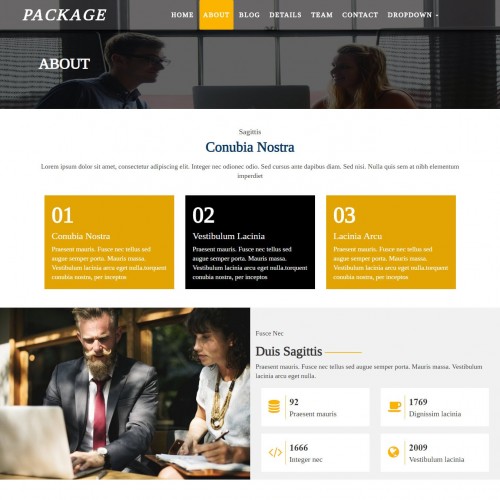 PACKAGE
HOME ABOUT BLOG DETAILS TEAM CONTACT DROPDOWN
ABOUT
Sagittis
Conubia Nostra
Lorem ipsum dolor sit amet, consectetur adipiscing elit. Integer nec odionec odio. Sed cursus ante dapibus diam. Sed nisi. Nulla quis sem at nibh elementum
imperdiet
01
Conubia Nostra
Praesent mauris. Fusce nec tellus sed
augue semper porta. Mauris massa.
Vestibulum lacinia arcu eget nulla.torquent
conubia nostra, per inceptos
02
Vestibulum Lacinia
Praesent mauris. Fusce nec tellus sed
augue semper porta. Mauris massa.
Vestibulum lacinia arcu eget nulla.torquent
conubia nostra, per inceptos
03
Lacinia Arcu
Praesent mauris. Fusce nec tellus sed
augue semper porta. Mauris massa.
Vestibulum lacinia arcu eget nulla.torquent
conubia nostra, per inceptos
Fusce Nec
Duis Sagittis
Praesent mauris. Fusce nec tellus sed augue semper porta. Mauris massa. Vestibulum
lacinia arcu eget nulla.
92
Praesent mauris
1769
Dignissim lacinia
1666
Integer nec
2009
Vestibulum lacinia